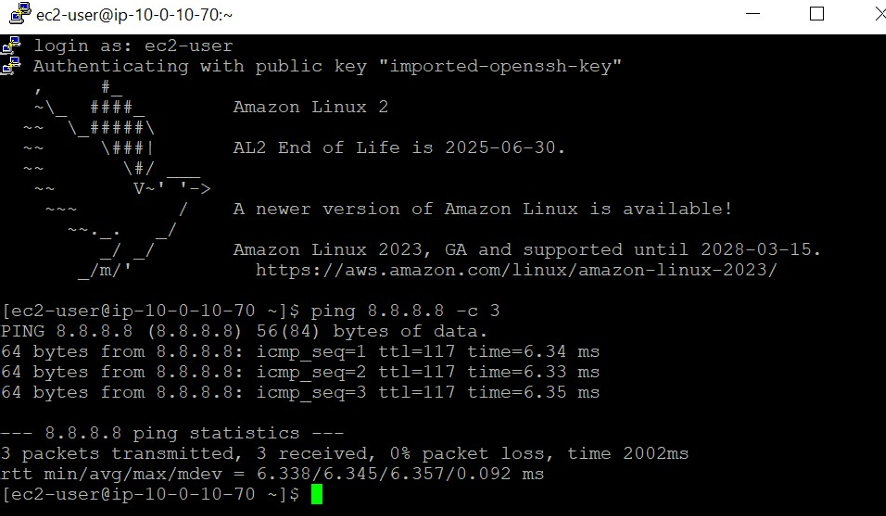 ec2-user@ip-10-0-10-70:~
login as: ec2-user
Authenticating with public key "imported-openssh-key"
   ,     #_
   ~\_  ####_        Amazon Linux 2
  ~~  \_#####\
  ~~     \###|       AL2 End of Life is 2025-06-30.
  ~~       \#/ ___
   ~~       V~' '->
    ~~~         /    A newer version of Amazon Linux is available!
      ~~._.   _/
         _/ _/       Amazon Linux 2023, GA and supported until 2028-03-15.
       _/m/'           https://aws.amazon.com/linux/amazon-linux-2023/
[ec2-user@ip-10-0-10-70 ~]$ ping 8.8.8.8 -c 3
PING 8.8.8.8 (8.8.8.8) 56(84) bytes of data.
64 bytes from 8.8.8.8: icmp_seq=1 ttl=117 time=6.34 ms
64 bytes from 8.8.8.8: icmp_seq=2 ttl=117 time=6.33 ms
64 bytes from 8.8.8.8: icmp_seq=3 ttl=117 time=6.35 ms
--- 8.8.8.8 ping statistics ---
3 packets transmitted, 3 received, 0% packet loss, time 2002ms
rtt min/avg/max/mdev = 6.338/6.345/6.357/0.092 ms
[ec2-user@ip-10-0-10-70 ~]$